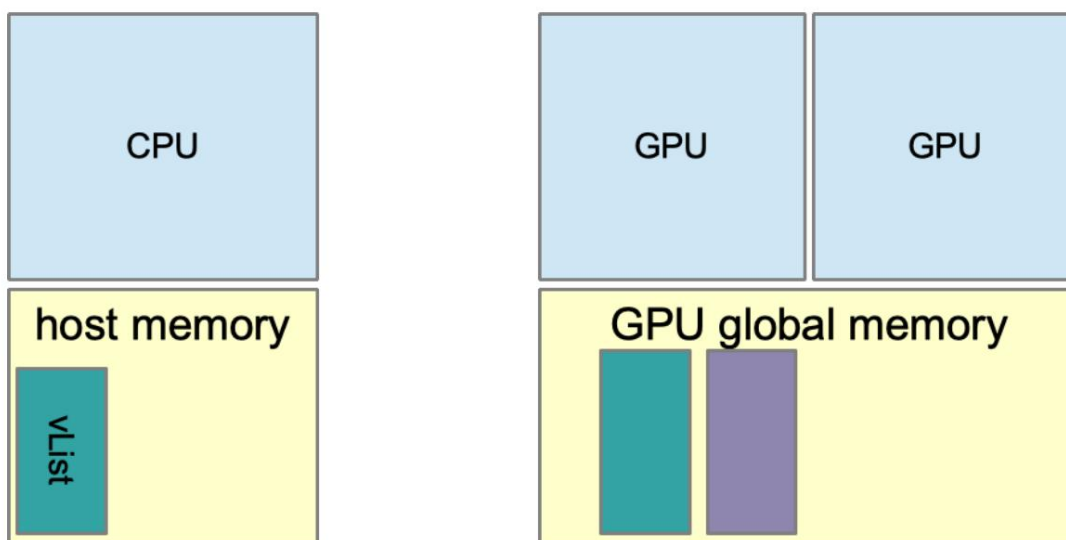 CPU
GPU
GPU
host memory
GPU global memory
vList